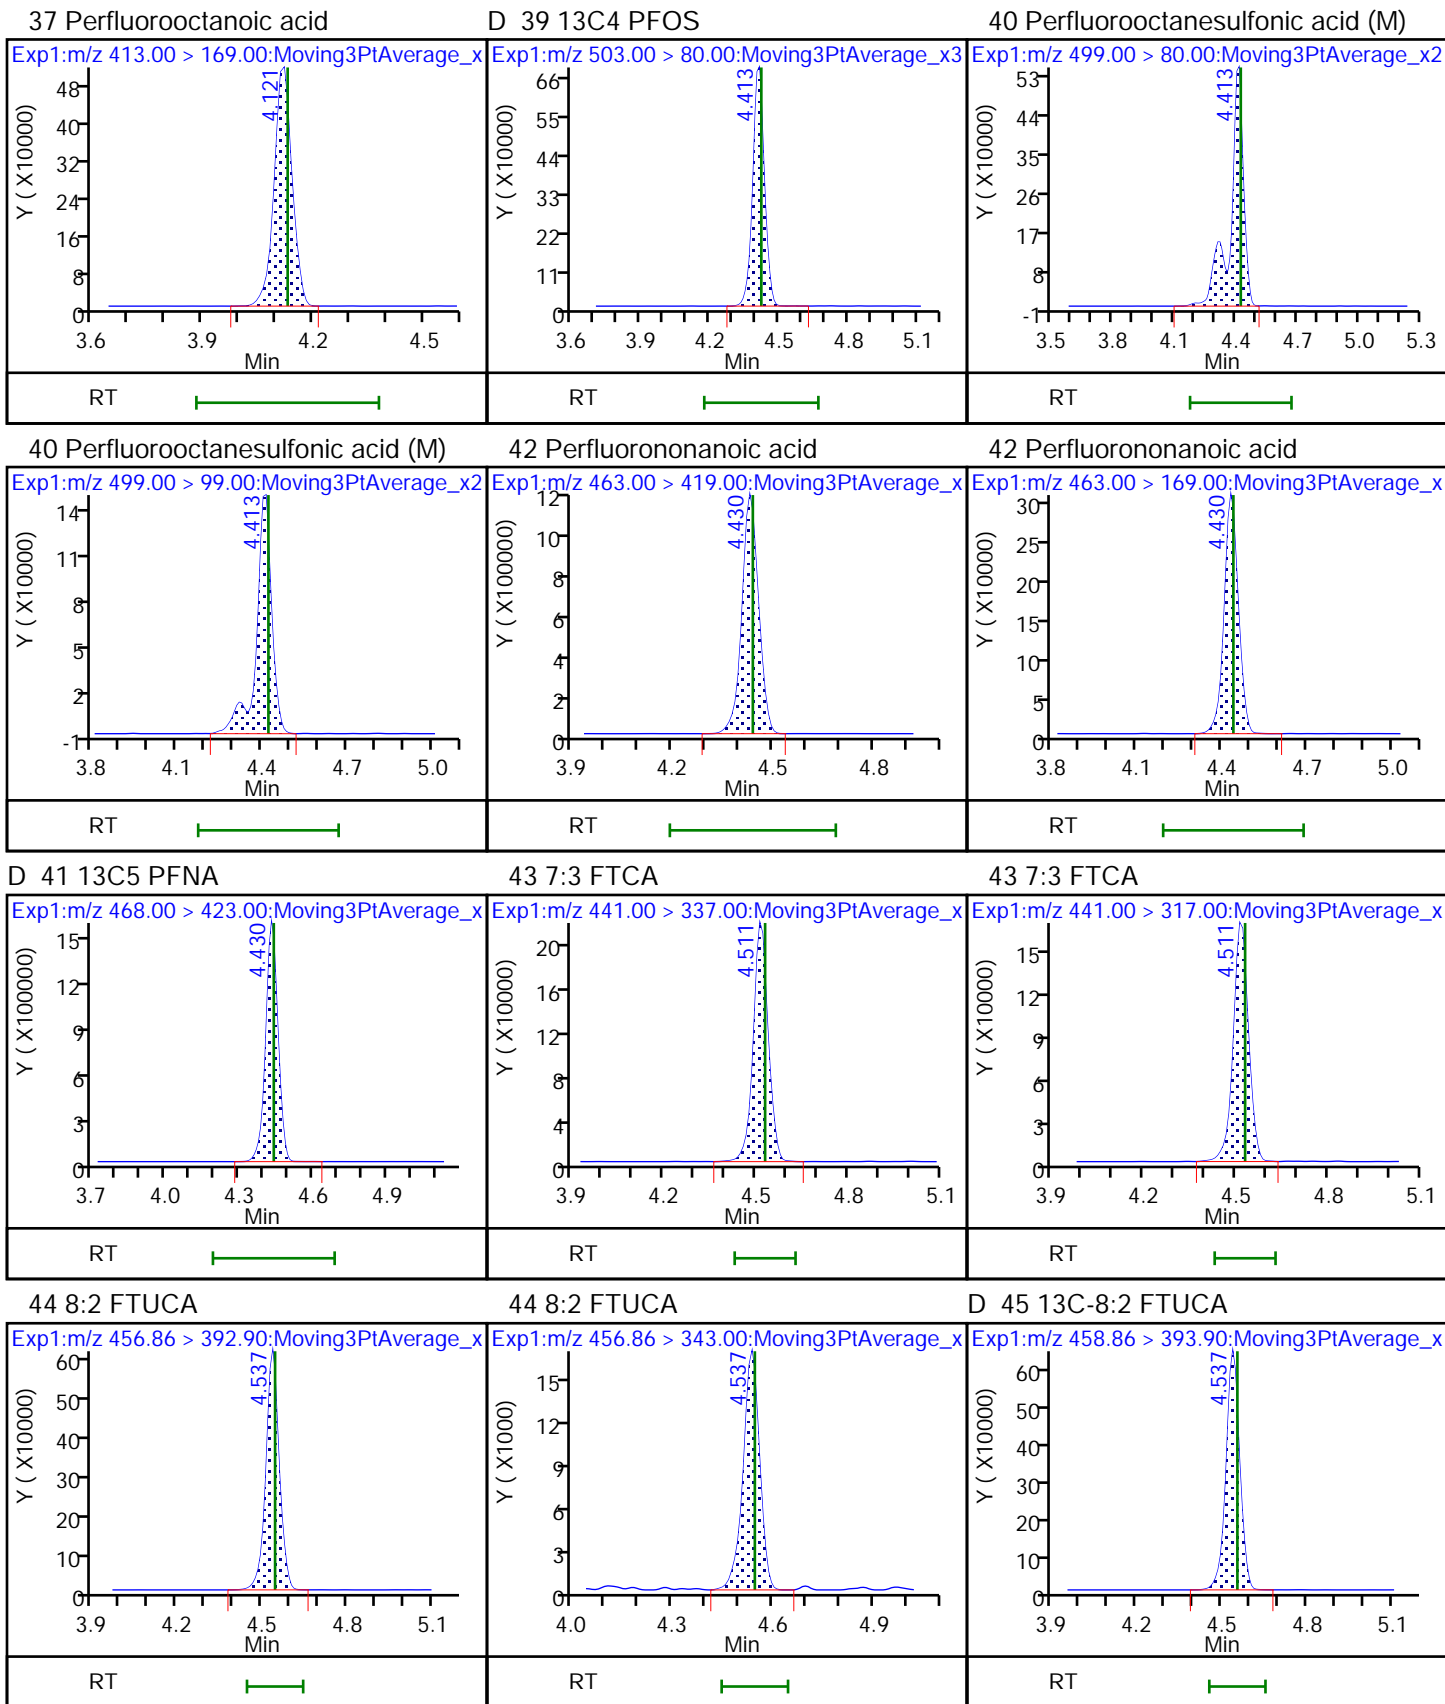 37 Perfluorooctanoic acid
Exp1:m/z 413.00 > 169.00:Moving3PtAverage_x
4.121
Y ( X10000)
48
40
32
24
16
8
0
3.6 3.9 4.2 4.5
Min
RT
D 39 13C4 PFOS
Exp1:m/z 503.00 > 80.00:Moving3PtAverage_x3
4.413
Y ( X10000)
66
55
44
33
22
11
0
3.6 3.9 4.2 4.5 4.8 5.1
Min
RT
40 Perfluorooctanesulfonic acid (M)
Exp1:m/z 499.00 > 80.00:Moving3PtAverage_x2
4.413
Y ( X10000)
53
44
35
26
17
8
-1
3.5 3.8 4.1 4.4 4.7 5.0 5.3
Min
RT
40 Perfluorooctanesulfonic acid (M)
Exp1:m/z 499.00 > 99.00:Moving3PtAverage_x2
4.413
Y ( X10000)
14
11
8
5
2
-1
3.8 4.1 4.4 4.7 5.0
Min
RT
42 Perfluorononanoic acid
Exp1:m/z 463.00 > 419.00:Moving3PtAverage_x
4.430
Y ( X100000)
12
10
8
6
4
2
0
3.9 4.2 4.5 4.8
Min
RT
42 Perfluorononanoic acid
Exp1:m/z 463.00 > 169.00:Moving3PtAverage_x
4.430
Y ( X10000)
30
25
20
15
10
5
0
3.8 4.1 4.4 4.7 5.0
Min
RT
D 41 13C5 PFNA
Exp1:m/z 468.00 > 423.00:Moving3PtAverage_x
4.430
Y ( X100000)
15
12
9
6
3
0
3.7 4.0 4.3 4.6 4.9
Min
RT
43 7:3 FTCA
Exp1:m/z 441.00 > 337.00:Moving3PtAverage_x
4.511
Y ( X10000)
20
16
12
8
4
0
3.9 4.2 4.5 4.8 5.1
Min
RT
43 7:3 FTCA
Exp1:m/z 441.00 > 317.00:Moving3PtAverage_x
4.511
Y ( X10000)
15
12
9
6
3
0
3.9 4.2 4.5 4.8 5.1
Min
RT
44 8:2 FTUCA
Exp1:m/z 456.86 > 392.90:Moving3PtAverage_x
4.537
Y ( X10000)
60
50
40
30
20
10
0
3.9 4.2 4.5 4.8 5.1
Min
RT
44 8:2 FTUCA
Exp1:m/z 456.86 > 343.00:Moving3PtAverage_x
4.537
Y ( X1000)
15
12
9
6
3
0
4.0 4.3 4.6 4.9
Min
RT
D 45 13C-8:2 FTUCA
Exp1:m/z 458.86 > 393.90:Moving3PtAverage_x
4.537
Y ( X10000)
60
50
40
30
20
10
0
3.9 4.2 4.5 4.8 5.1
Min
RT